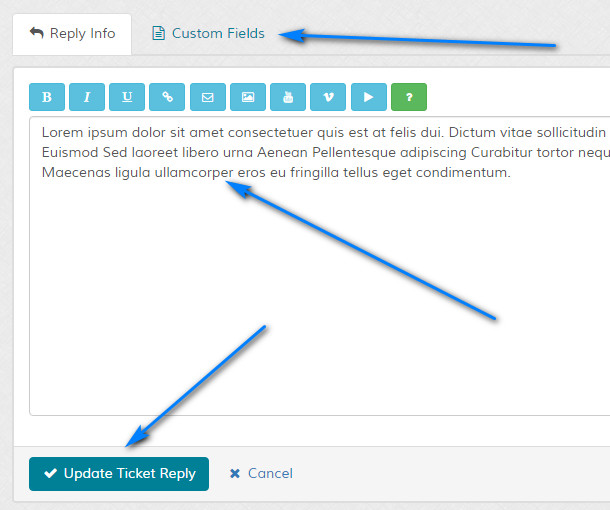 Reply Info Custom Fields
B I U ?
Lorem ipsum dolor sit amet consectetuer quis est at felis dui. Dictum vitae sollicitudin
Euismod Sed laoreet libero urna Aenean Pellentesque adipiscing Curabitur tortor nequ
Maecenas ligula ullamcorper eros eu fringilla tellus eget condimentum.
Update Ticket Reply Cancel